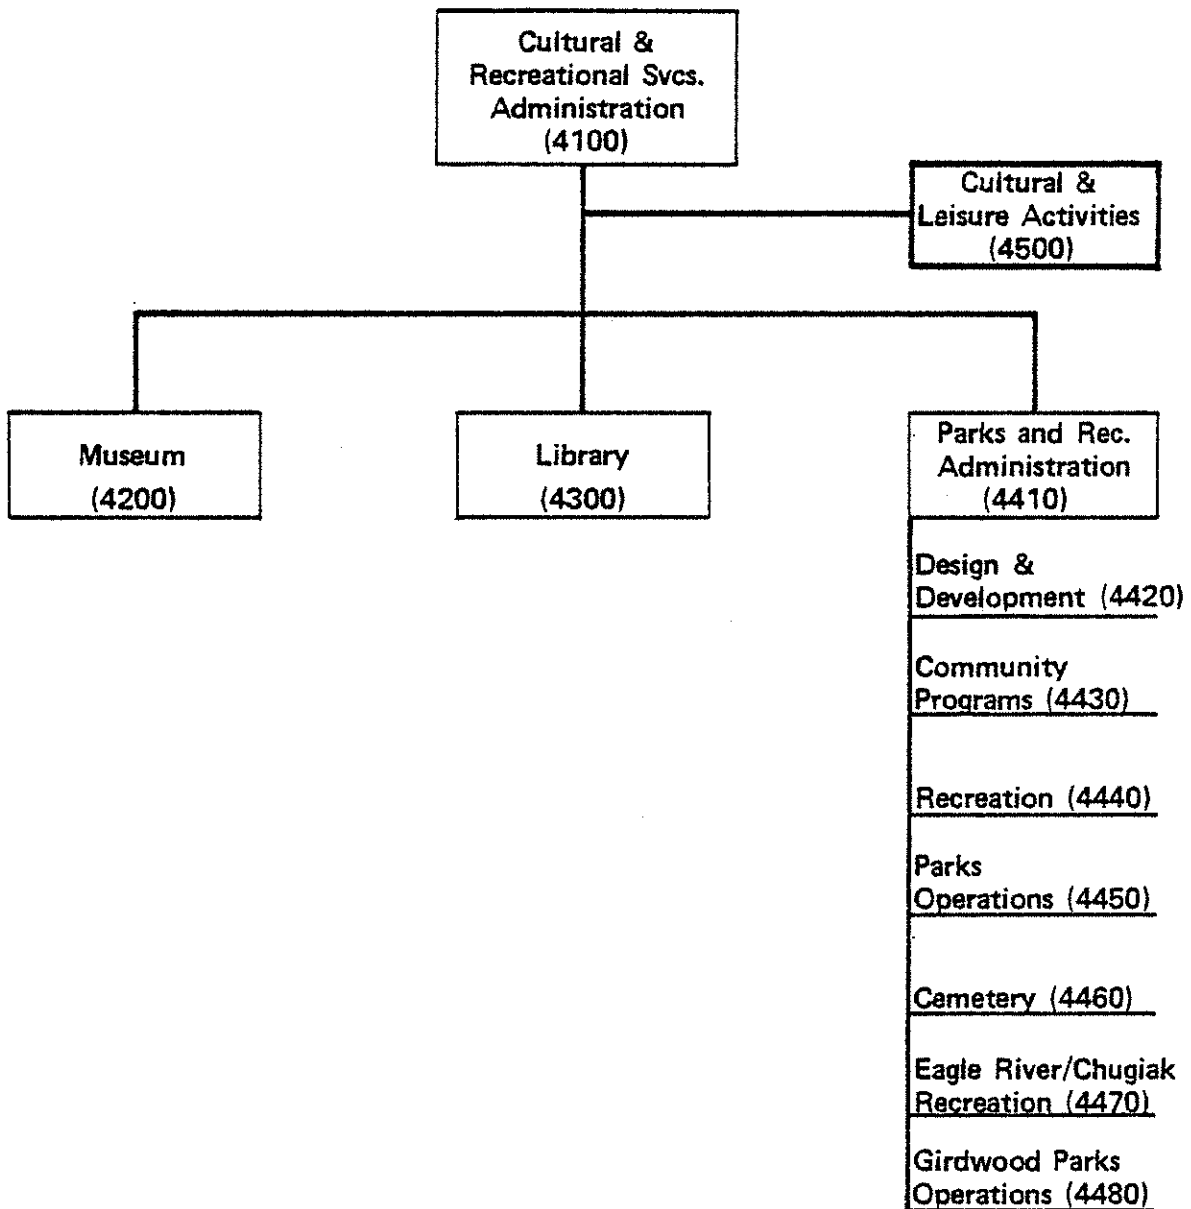 Cultural &
Recreational Svcs.
Administration
(4100)
Cultural &
Leisure Activities
(4500)
Museum
(4200)
Library
(4300)
Parks and Rec.
Administration
(4410)
Design &
Development (4420)
Community
Programs (4430)
Recreation (4440)
Parks
Operations (4450)
Cemetery (4460)
Eagle River/Chugiak
Recreation (4470)
Girdwood Parks
Operations (4480)